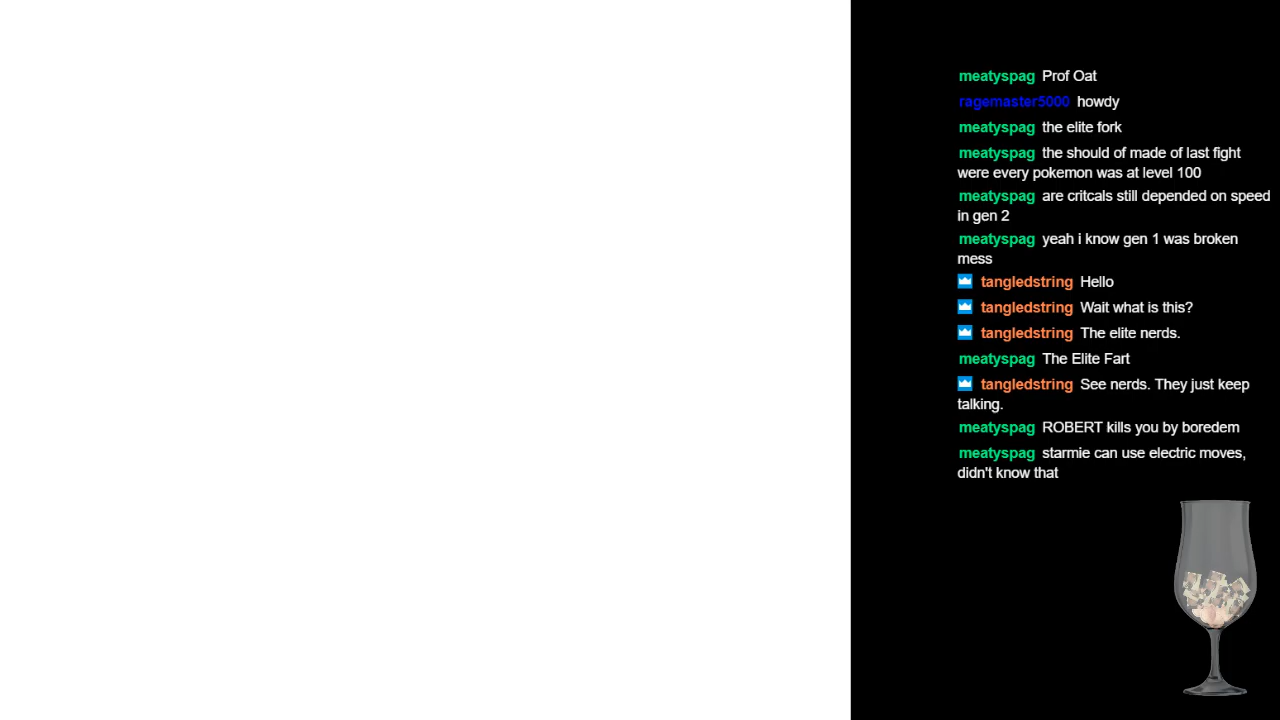 meatyspag Prof Oat
ragemaster5000 howdy
meatyspag the elite fork
meatyspag the should of made of last fight
were every pokemon was at level 100
meatyspag are critcals still depended on speed
in gen 2
meatyspag yeah i know gen 1 was broken
mess
tangledstring Hello
tangledstring Wait what is this?
tangledstring The elite nerds.
meatyspag The Elite Fart
tangledstring See nerds. They just keep
talking.
meatyspag ROBERT kills you by boredem
meatyspag starmie can use electric moves,
didn't know that